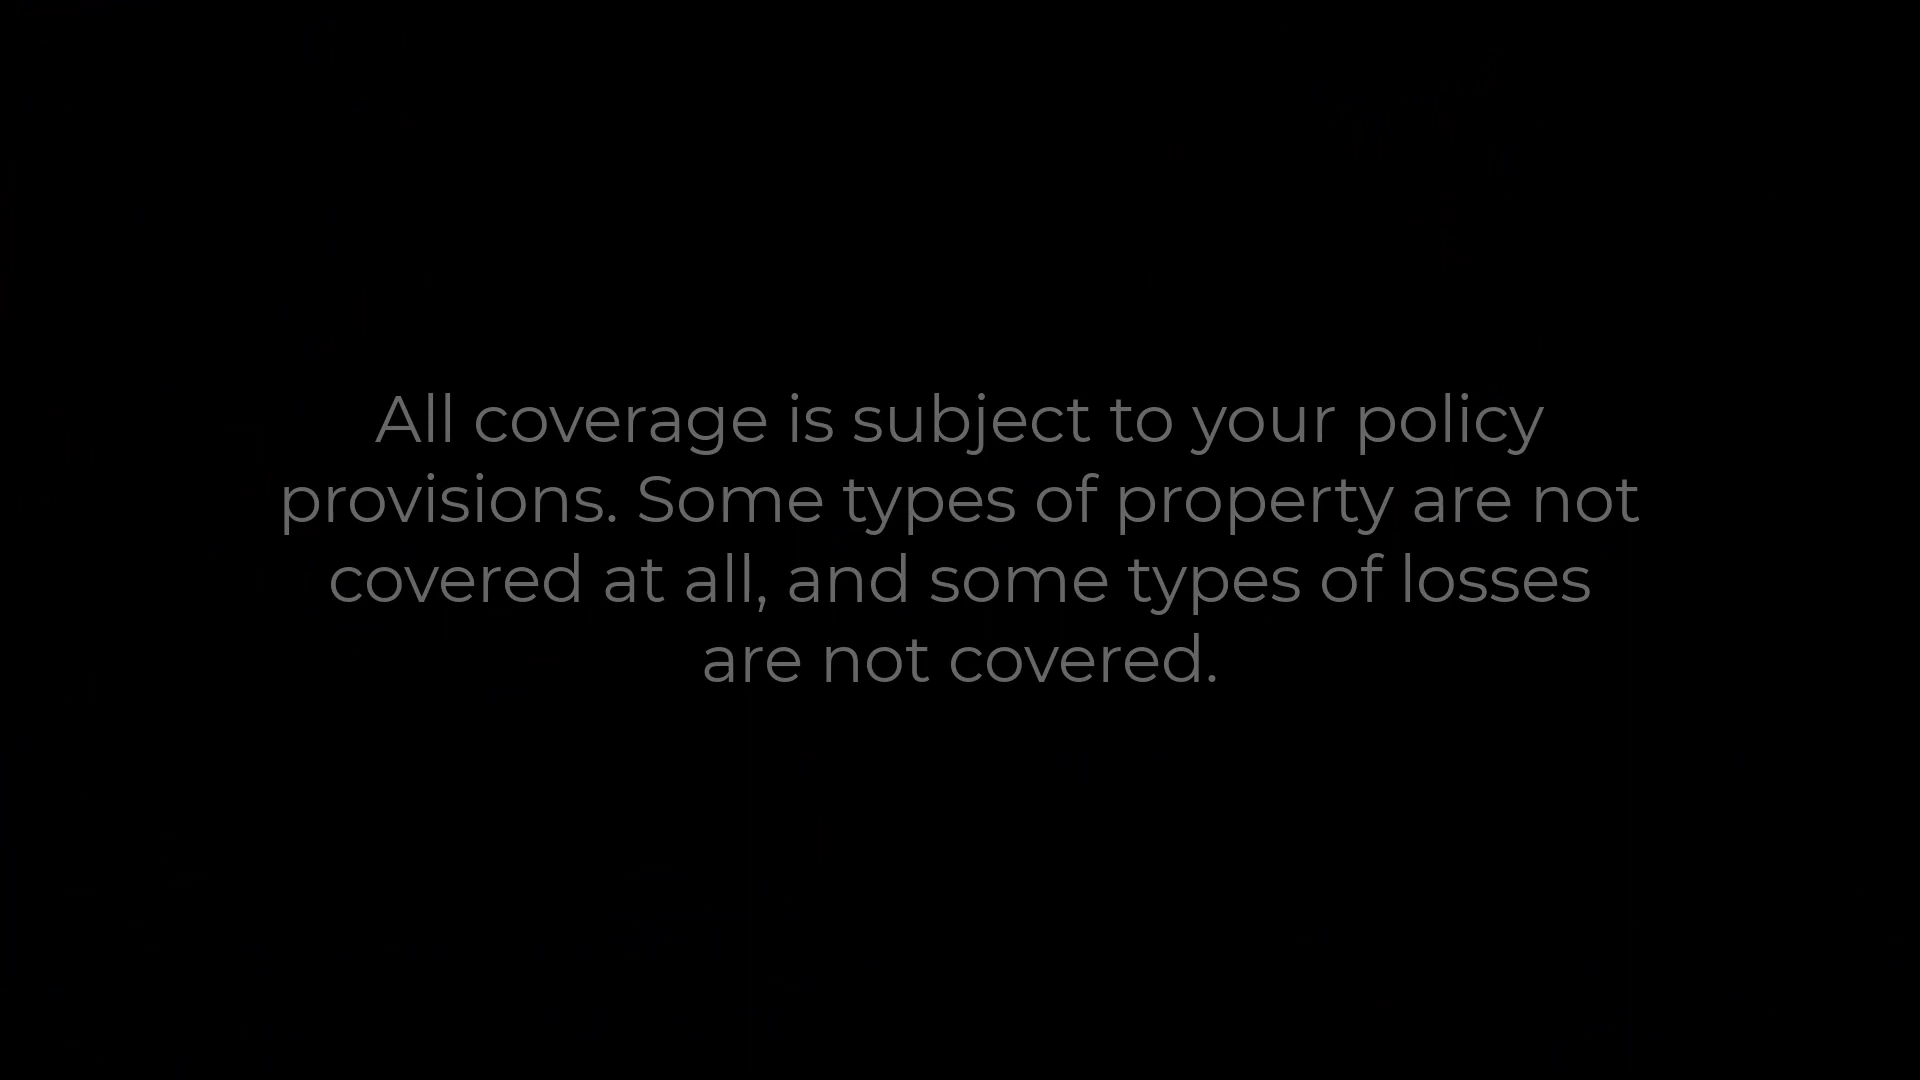 All coverage is subject to your policy
provisions. Some types of property are not
covered at all, and some types of losses
are not covered.